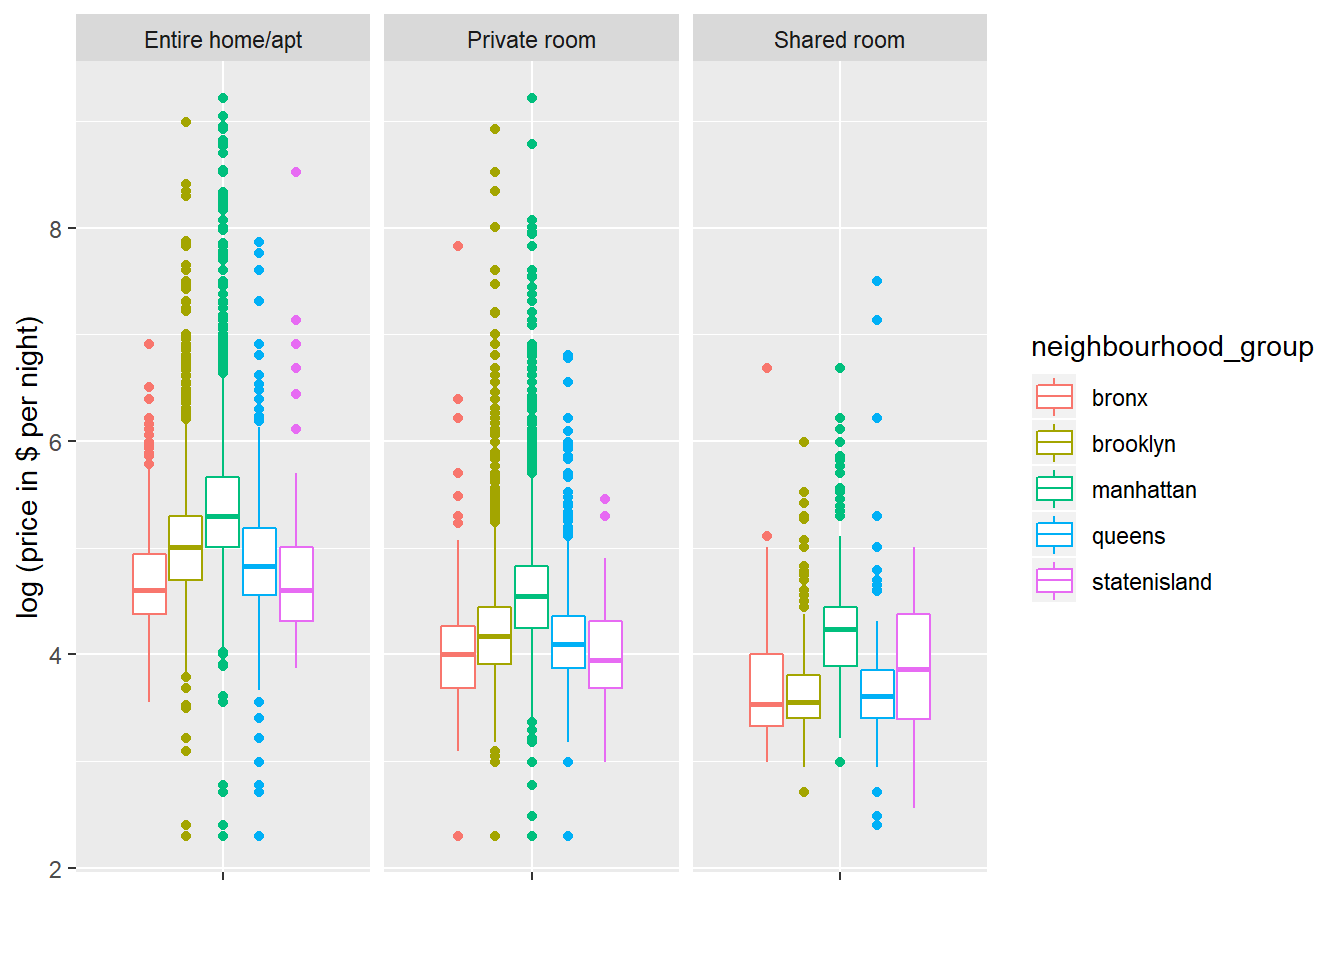 Entire home/apt
Private room
Shared room
log (price in $ per night)
8
6
4
2
neighbourhood_group
bronx
brooklyn
manhattan
queens
statenisland